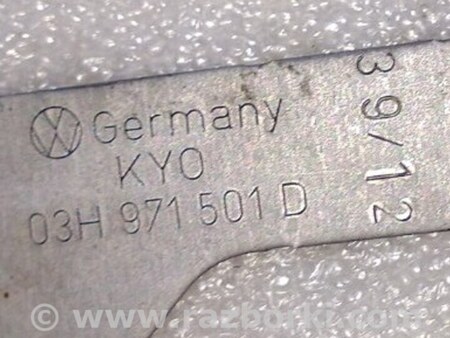 Germany
KYO
03H 971 501 D
39/12
© www.razborki.com